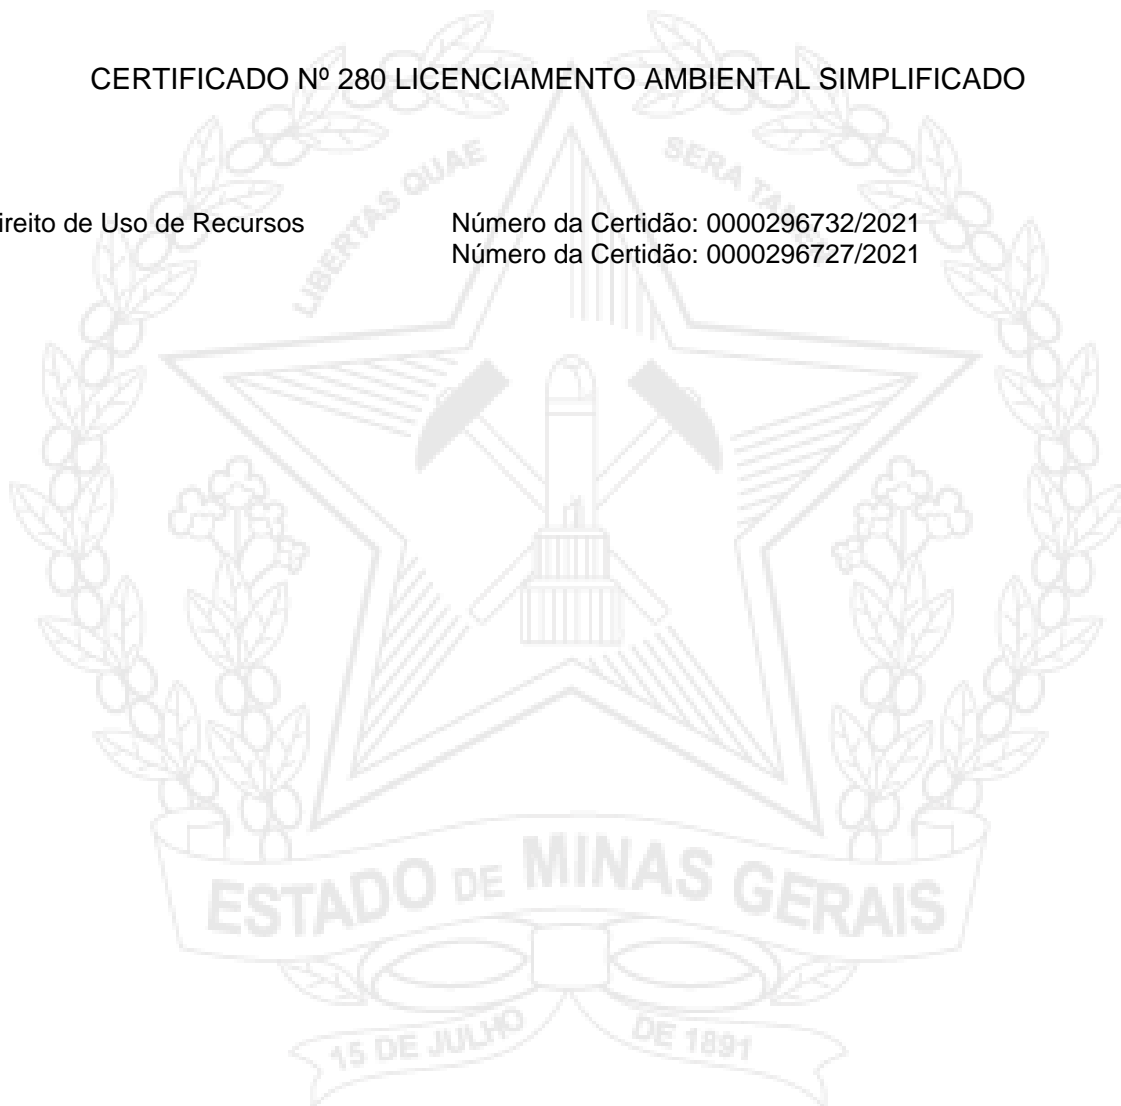 CERTIFICADO Nº 280 LICENCIAMENTO AMBIENTAL SIMPLIFICADO
LIBERTAS QUAE SERA
ireito de Uso de Recursos Número da Certidão: 0000296732/2021
Número da Certidão: 0000296727/2021
ESTADO DE MINAS GERAIS
15 DE JULHO DE 1891